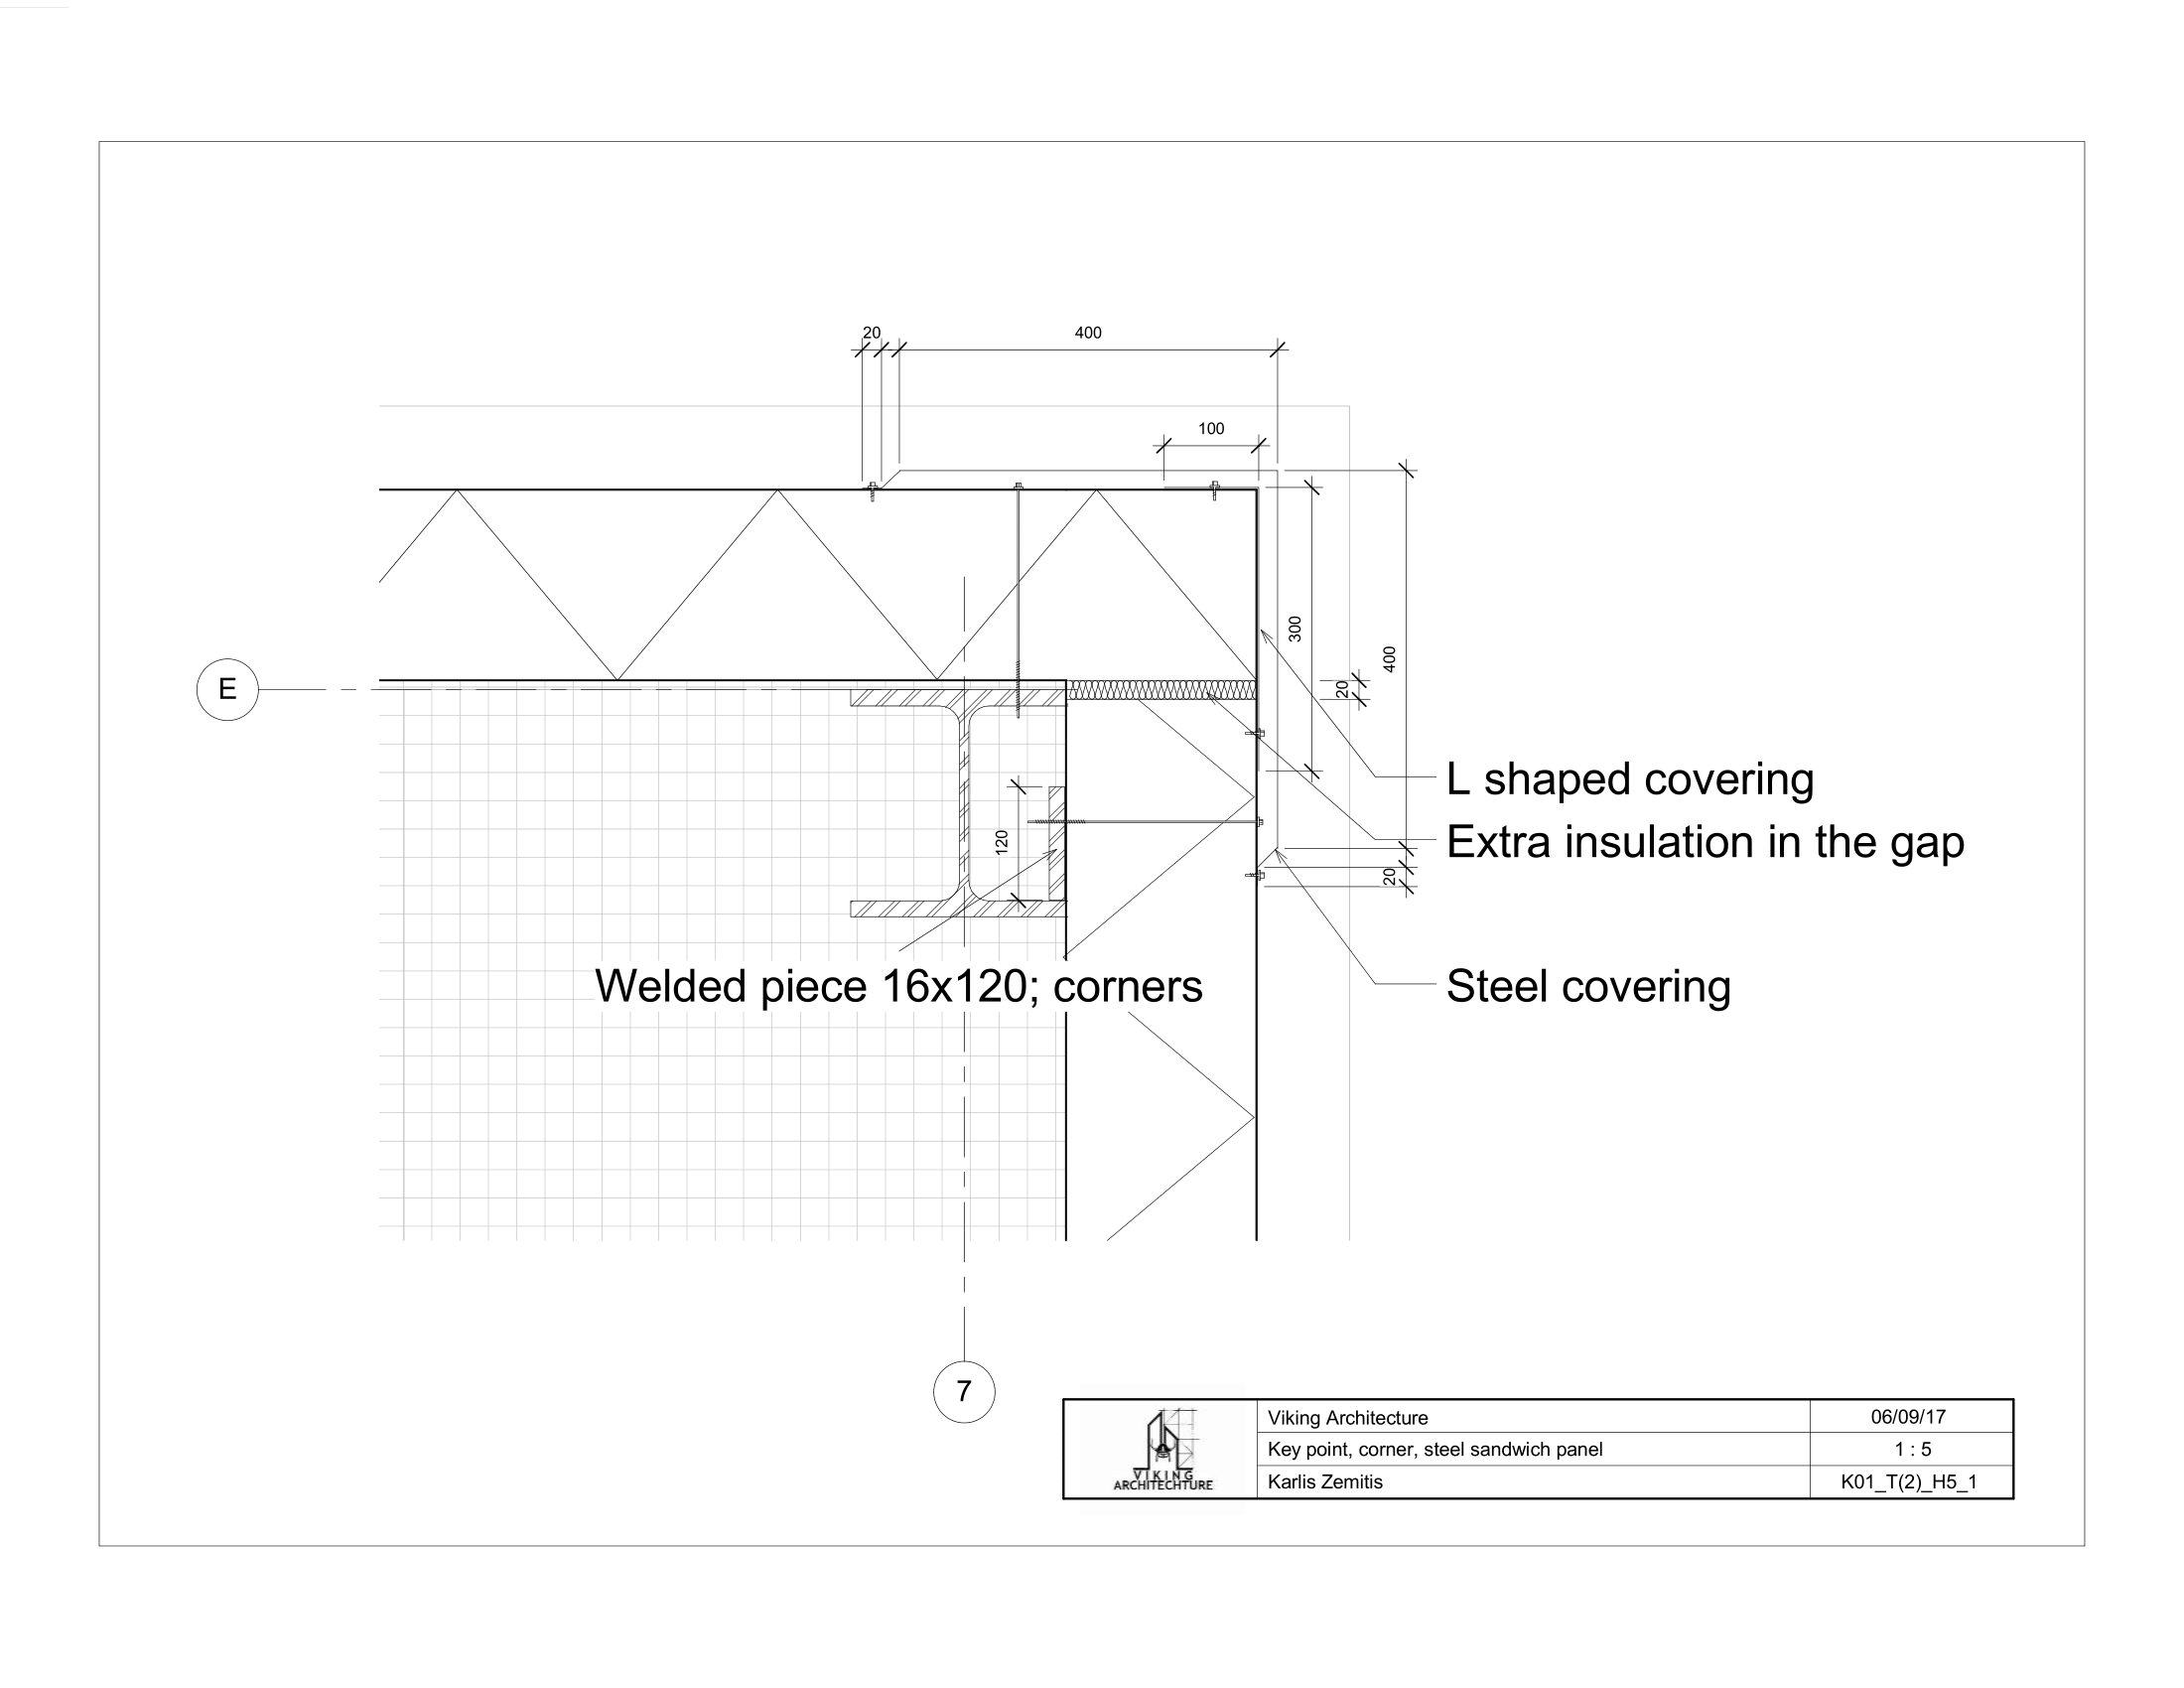 20
400
100
300
400
20
E
L shaped covering
120
Extra insulation in the gap
20
Welded piece 16x120; corners
Steel covering
7
VIKING
ARCHITECHTURE
Viking Architecture
06/09/17
Key point, corner, steel sandwich panel
1 : 5
Karlis Zemitis
K01_T(2)_H5_1